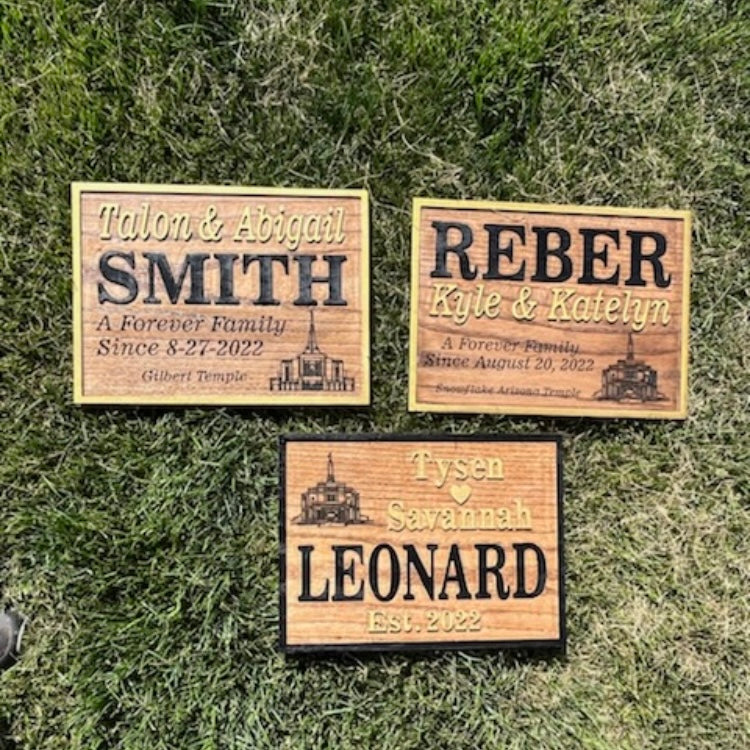 Talon & Abigail
SMITH
A Forever Family
Since 8-27-2022
Gilbert Temple
REBER
Kyle & Katelyn
A Forever Family
Since August 20, 2022
Snowflake Arizona Temple
Tysen
Savannah
LEONARD
Est. 2022